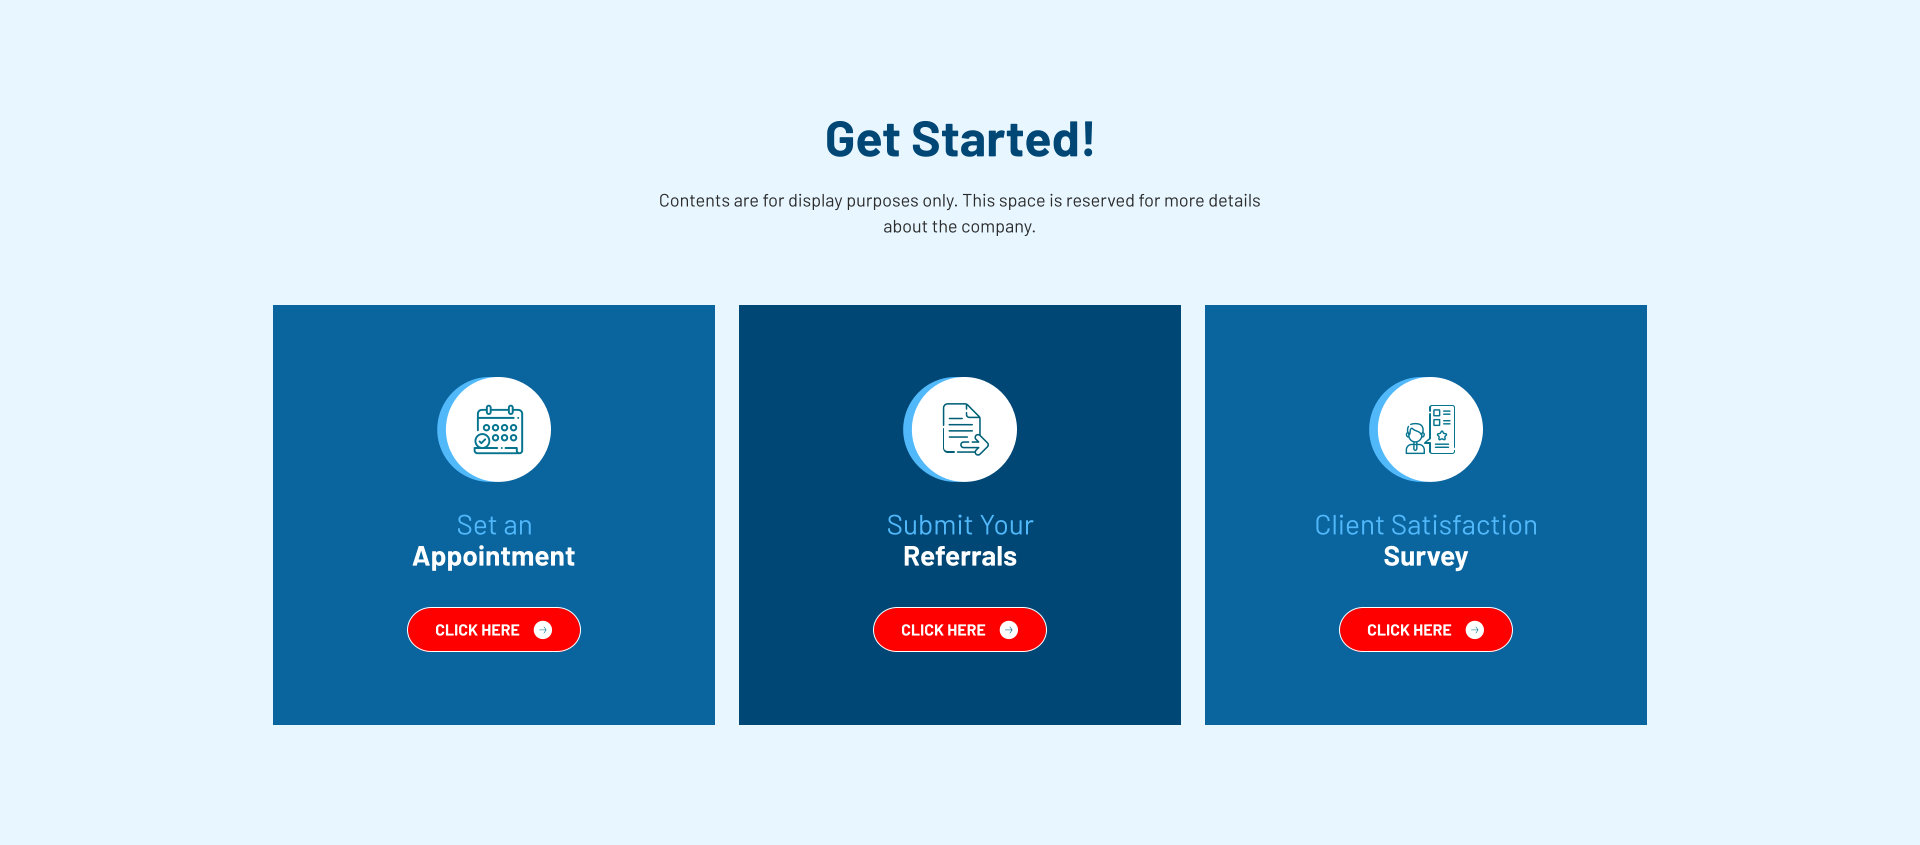 Get Started!
Contents are for display purposes only. This space is reserved for more details
about the company.
Set an
Appointment
CLICK HERE
Submit Your
Referrals
CLICK HERE
Client Satisfaction
Survey
CLICK HERE